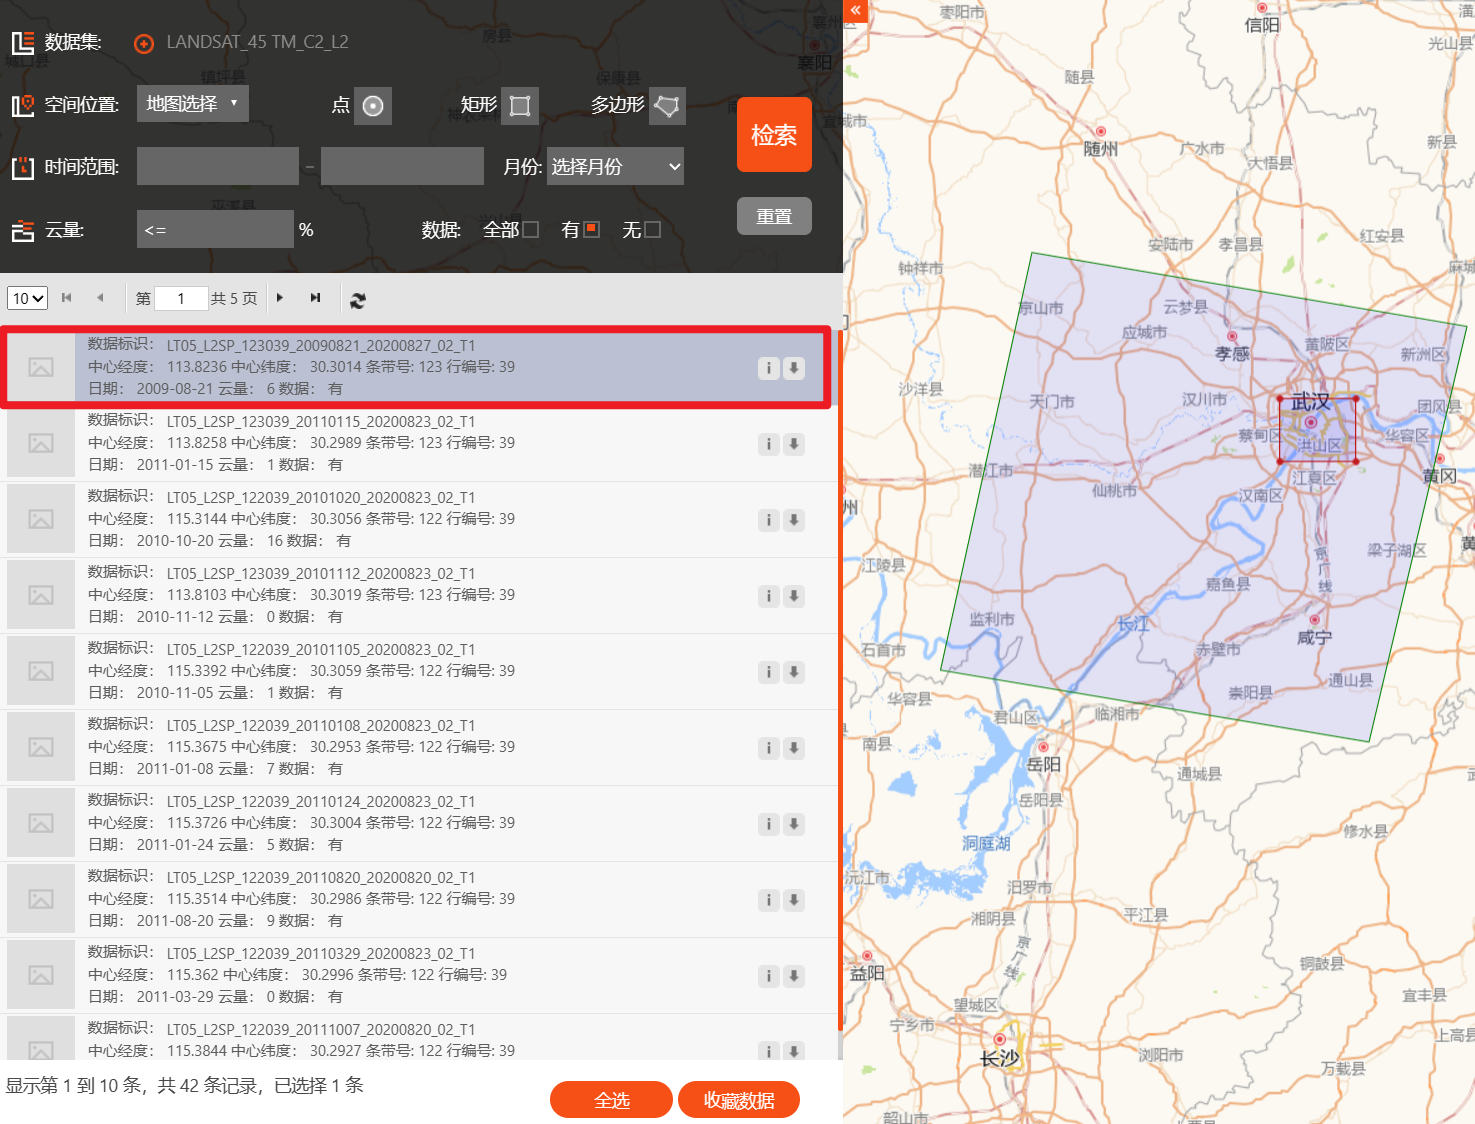 数据集: LANDSAT_45 TM_C2_L2
空间位置: 地图选择 点 矩形 多边形
检索
时间范围: – 月份: 选择月份
云量: <= % 数据: 全部 有 无
重置
10 第 1 共 5 页
数据标识: LT05_L2SP_123039_20090821_20200827_02_T1
中心经度: 113.8236 中心纬度: 30.3014 条带号: 123 行编号: 39
日期: 2009-08-21 云量: 6 数据: 有
数据标识: LT05_L2SP_123039_20110115_20200823_02_T1
中心经度: 113.8258 中心纬度: 30.2989 条带号: 123 行编号: 39
日期: 2011-01-15 云量: 1 数据: 有
数据标识: LT05_L2SP_122039_20101020_20200823_02_T1
中心经度: 115.3144 中心纬度: 30.3056 条带号: 122 行编号: 39
日期: 2010-10-20 云量: 16 数据: 有
数据标识: LT05_L2SP_123039_20101112_20200823_02_T1
中心经度: 113.8103 中心纬度: 30.3019 条带号: 123 行编号: 39
日期: 2010-11-12 云量: 0 数据: 有
数据标识: LT05_L2SP_122039_20101105_20200823_02_T1
中心经度: 115.3392 中心纬度: 30.3059 条带号: 122 行编号: 39
日期: 2010-11-05 云量: 1 数据: 有
数据标识: LT05_L2SP_122039_20110108_20200823_02_T1
中心经度: 115.3675 中心纬度: 30.2953 条带号: 122 行编号: 39
日期: 2011-01-08 云量: 7 数据: 有
数据标识: LT05_L2SP_122039_20110124_20200823_02_T1
中心经度: 115.3726 中心纬度: 30.3004 条带号: 122 行编号: 39
日期: 2011-01-24 云量: 5 数据: 有
数据标识: LT05_L2SP_122039_20110820_20200820_02_T1
中心经度: 115.3514 中心纬度: 30.2986 条带号: 122 行编号: 39
日期: 2011-08-20 云量: 9 数据: 有
数据标识: LT05_L2SP_122039_20110329_20200823_02_T1
中心经度: 115.362 中心纬度: 30.2996 条带号: 122 行编号: 39
日期: 2011-03-29 云量: 0 数据: 有
数据标识: LT05_L2SP_122039_20111007_20200820_02_T1
中心经度: 115.3844 中心纬度: 30.2927 条带号: 122 行编号: 39
显示第 1 到 10 条，共 42 条记录，已选择 1 条
全选
收藏数据
«
枣阳市
信阳
光山县
随县
宜城市
随州
广水市
大悟县
新县
安陆市
孝昌县
红安县
钟祥市
麻城
京山市
云梦县
应城市
孝感
黄陂区
新洲区
沙洋县
天门市
汉川市
武汉
团风县
蔡甸区
洪山区
华容区
潜江市
仙桃市
江夏区
汉南区
黄冈
州
江陵县
京广线
梁子湖区
嘉鱼县
监利市
长江
咸宁
石首市
赤壁市
华容县
崇阳县
通山县
君山区
临湘市
南县
岳阳
通城县
岳阳县
修水县
洞庭湖
沅江市
汨罗市
湘阴县
平江县
京广线
益阳
铜鼓县
宜丰县
望城区
宁乡市
上高县
长沙
浏阳市
万载县
韶山市
房县
镇坪县
保康县
襄阳
巫溪县